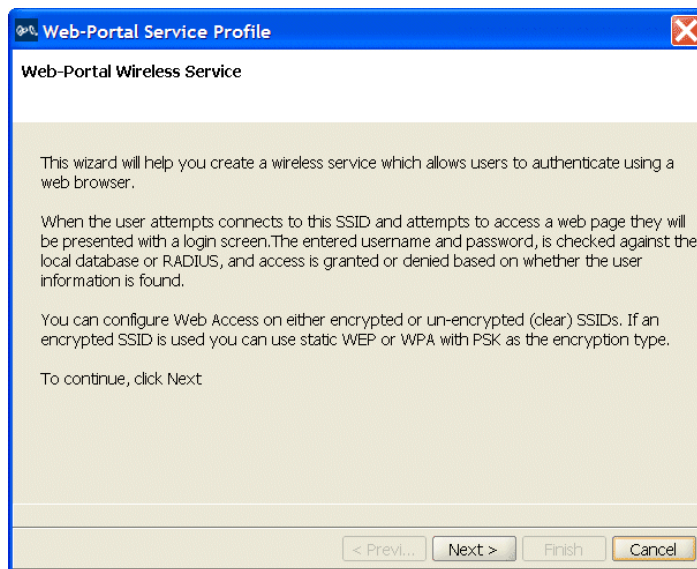 Web-Portal Service Profile
Web-Portal Wireless Service
This wizard will help you create a wireless service which allows users to authenticate using a
web browser.
When the user attempts connects to this SSID and attempts to access a web page they will
be presented with a login screen.The entered username and password, is checked against the
local database or RADIUS, and access is granted or denied based on whether the user
information is found.
You can configure Web Access on either encrypted or un-encrypted (clear) SSIDs. If an
encrypted SSID is used you can use static WEP or WPA with PSK as the encryption type.
To continue, click Next
< Previ... Next > Finish Cancel